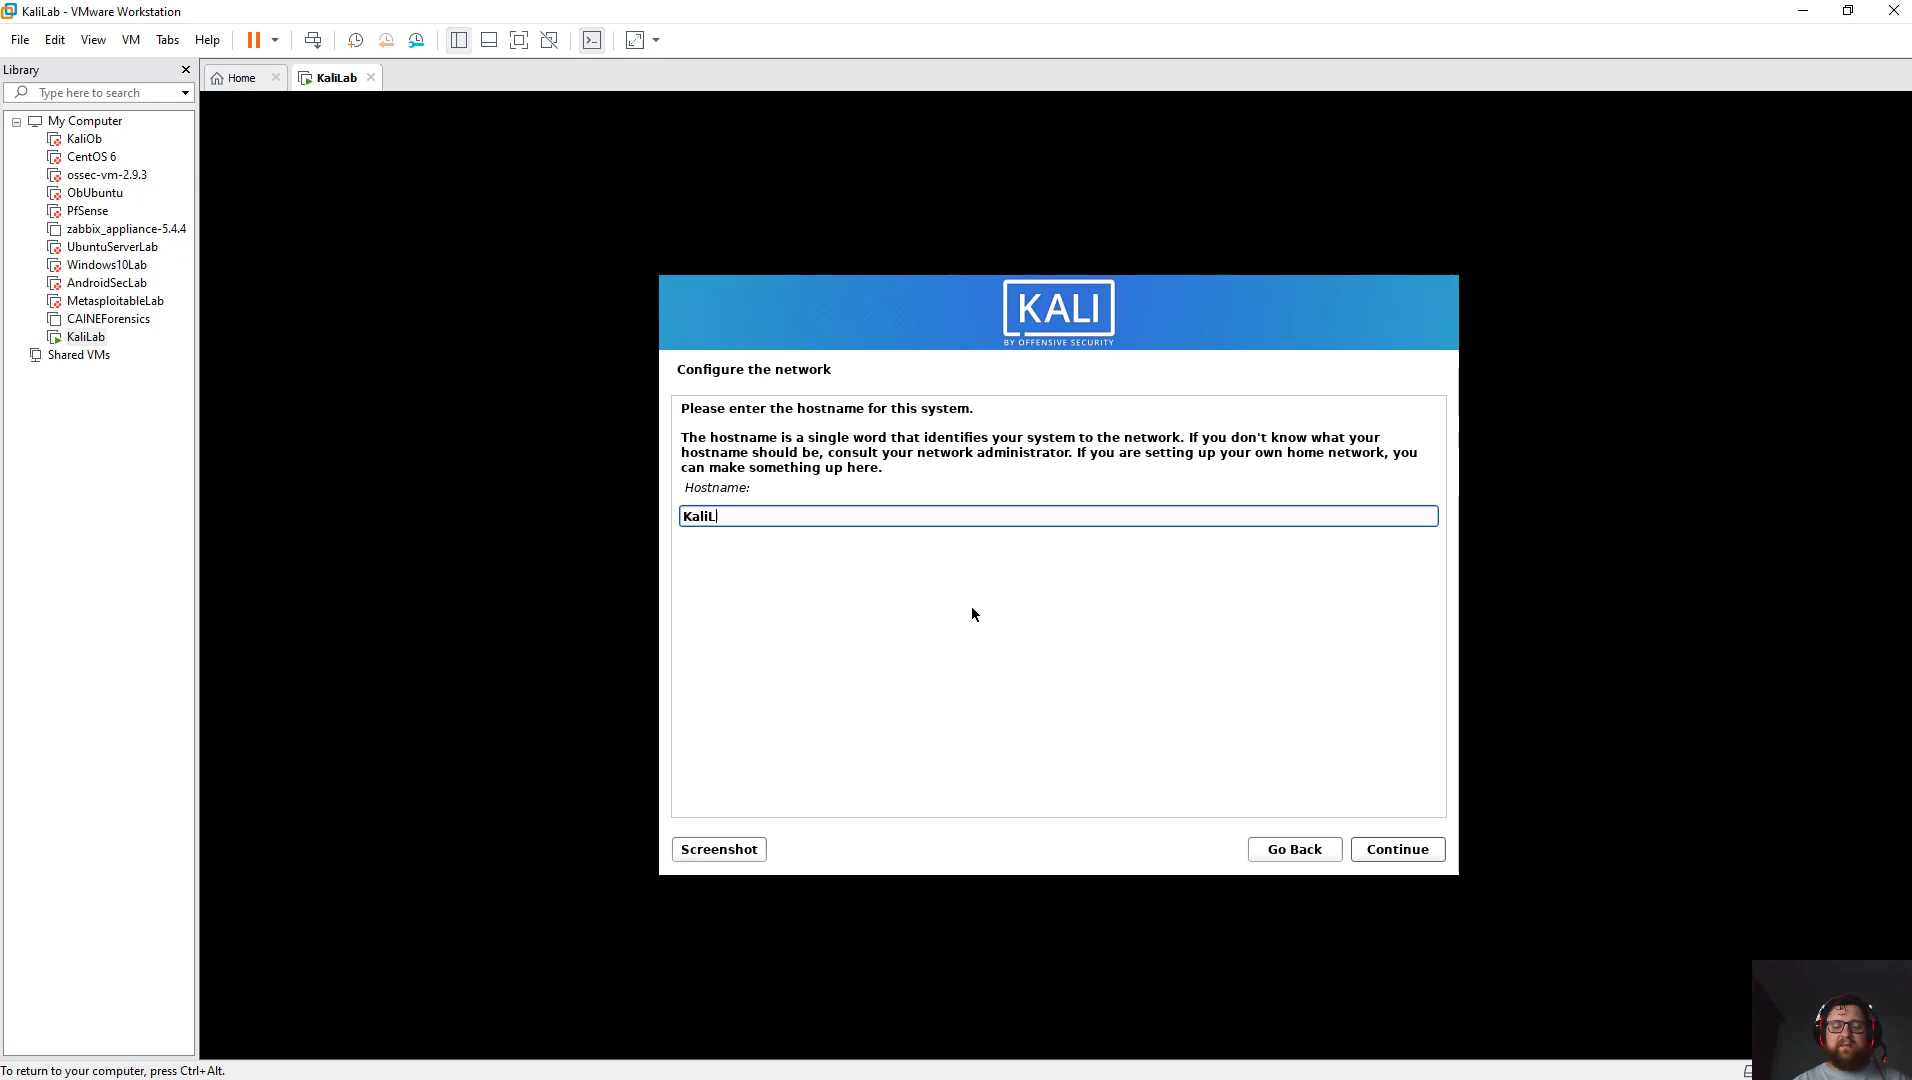 KaliLab - VMware Workstation
File Edit View VM Tabs Help
Library
Type here to search
My Computer
KaliOb
CentOS 6
ossec-vm-2.9.3
ObUbuntu
PfSense
zabbix_appliance-5.4.4
UbuntuServerLab
Windows10Lab
AndroidSecLab
MetasploitableLab
CAINEForensics
KaliLab
Shared VMs
Home KaliLab
KALI
BY OFFENSIVE SECURITY
Configure the network
Please enter the hostname for this system.
The hostname is a single word that identifies your system to the network. If you don't know what your
hostname should be, consult your network administrator. If you are setting up your own home network, you
can make something up here.
Hostname:
KaliL
Screenshot Go Back Continue
To return to your computer, press Ctrl+Alt.